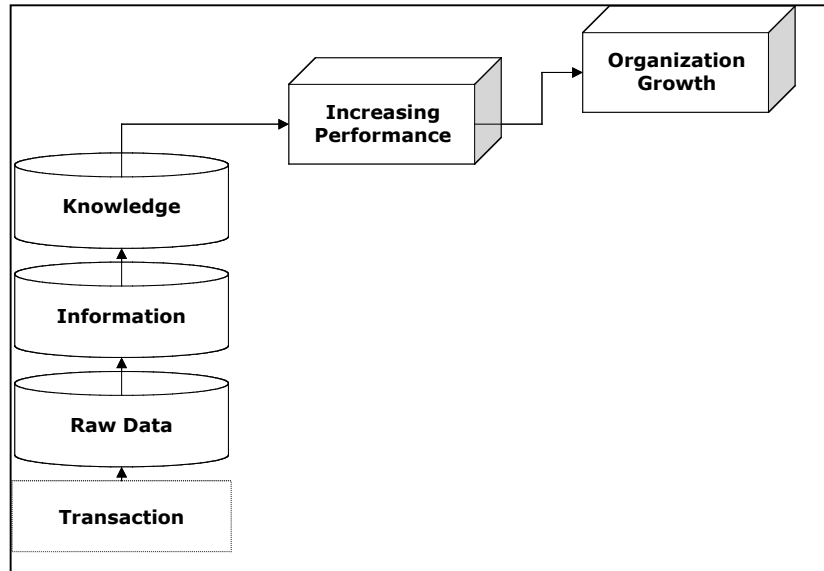 Organization
Growth
Increasing
Performance
Knowledge
Information
Raw Data
Transaction